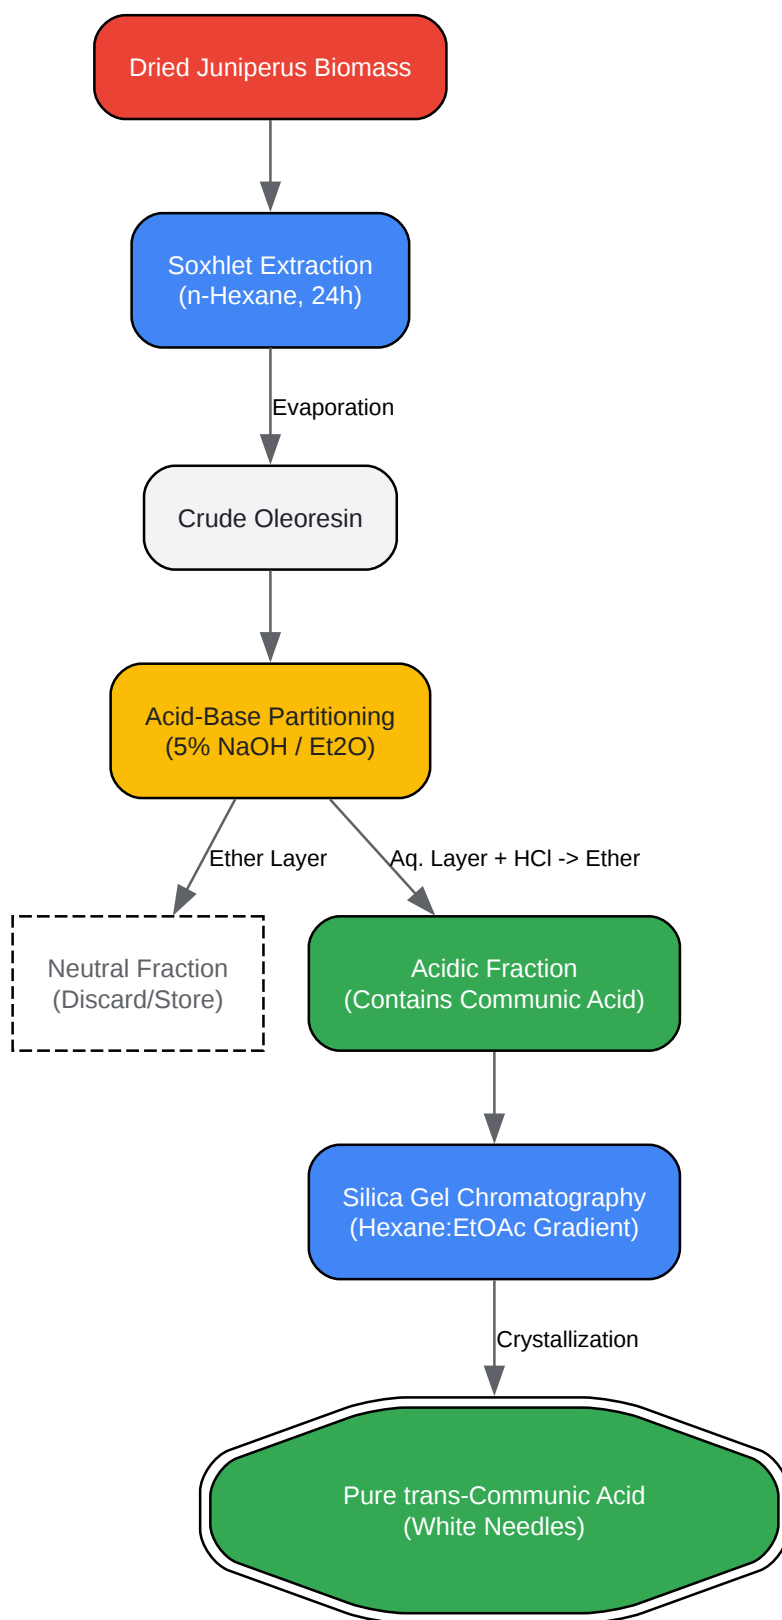 Dried Juniperus Biomass
Soxhlet Extraction
(n-Hexane, 24h)
Evaporation
Crude Oleoresin
Acid-Base Partitioning
(5% NaOH / Et2O)
Ether Layer
Aq. Layer + HCl -> Ether
Neutral Fraction
(Discard/Store)
Acidic Fraction
(Contains Communic Acid)
Silica Gel Chromatography
(Hexane:EtOAc Gradient)
Crystallization
Pure trans-Communic Acid
(White Needles)